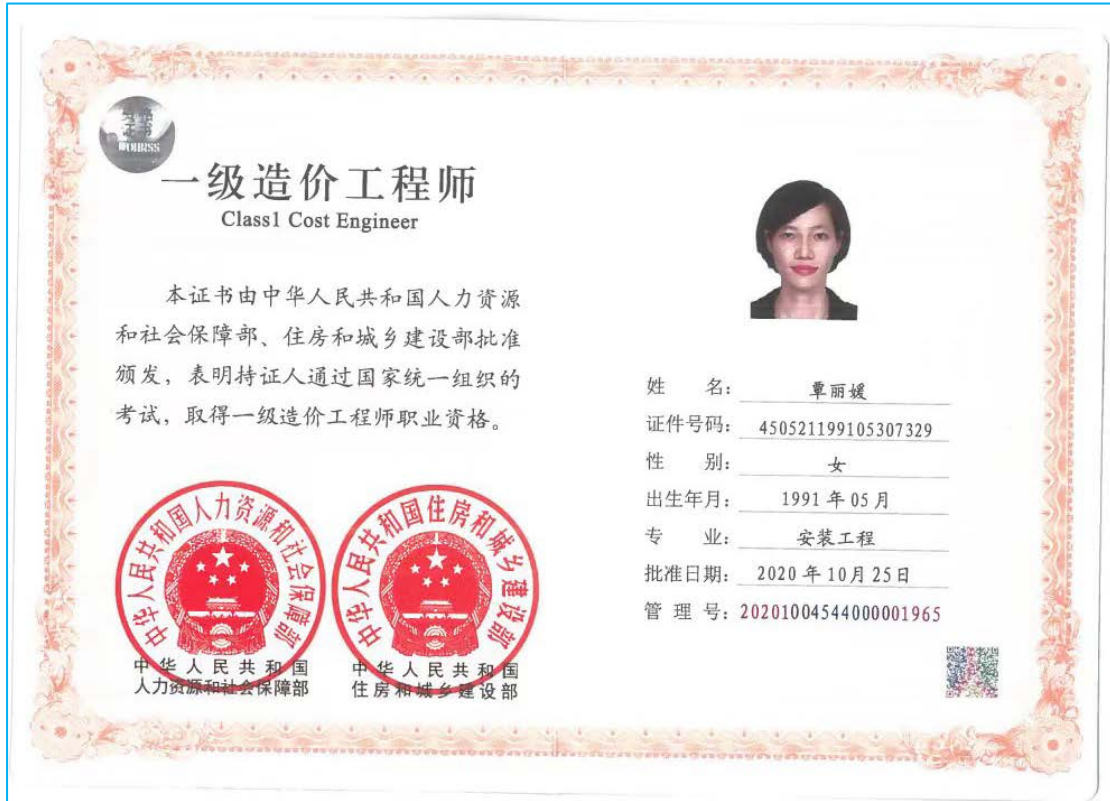 一级造价工程师
Class1 Cost Engineer
本证书由中华人民共和国人力资源
和社会保障部、住房和城乡建设部批准
颁发，表明持证人通过国家统一组织的
考试，取得一级造价工程师职业资格。
中华人民共和国人力资源和社会保障部
中华人民共和国住房和城乡建设部
中华人民共和国
人力资源和社会保障部
中华人民共和国
住房和城乡建设部
姓 名： 覃丽媛
证件号码： 450521199105307329
性 别： 女
出生年月： 1991年05月
专 业： 安装工程
批准日期： 2020年10月25日
管 理 号：20201004544000001965